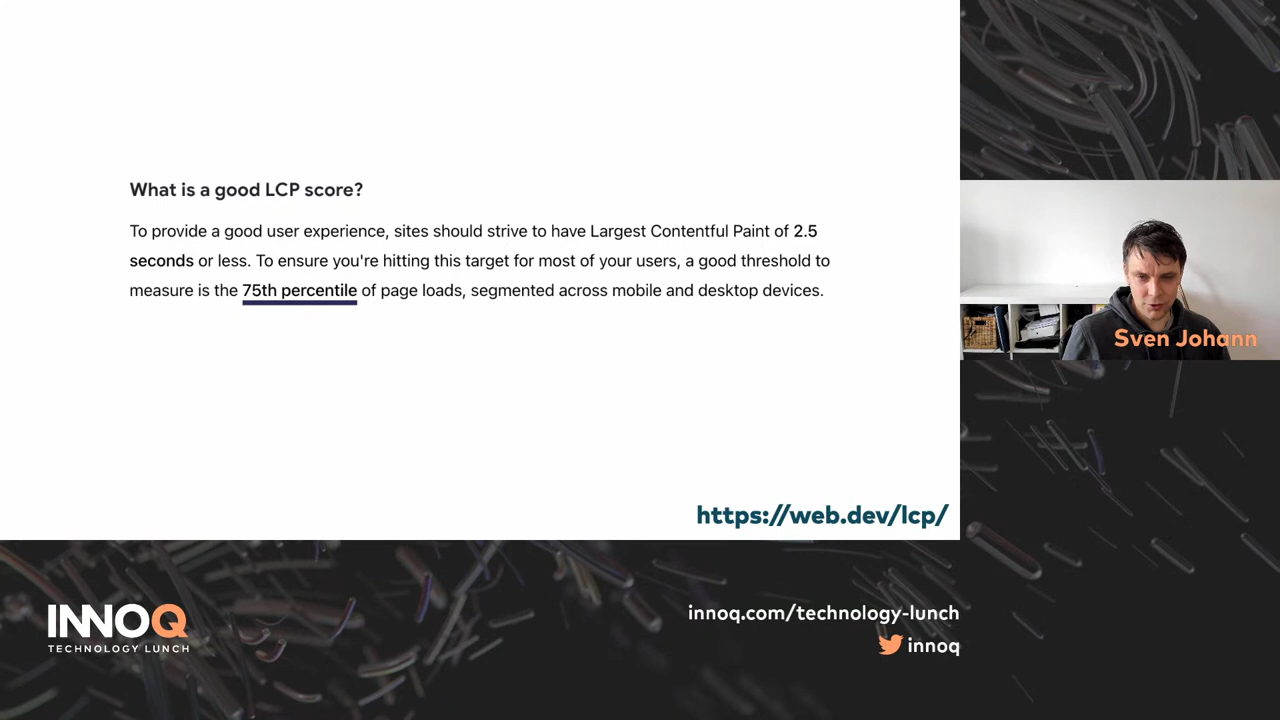 What is a good LCP score?
To provide a good user experience, sites should strive to have Largest Contentful Paint of 2.5
seconds or less. To ensure you're hitting this target for most of your users, a good threshold to
measure is the 75th percentile of page loads, segmented across mobile and desktop devices.
https://web.dev/lcp/
Sven Johann
INNOQ
TECHNOLOGY LUNCH
innoq.com/technology-lunch
innoq